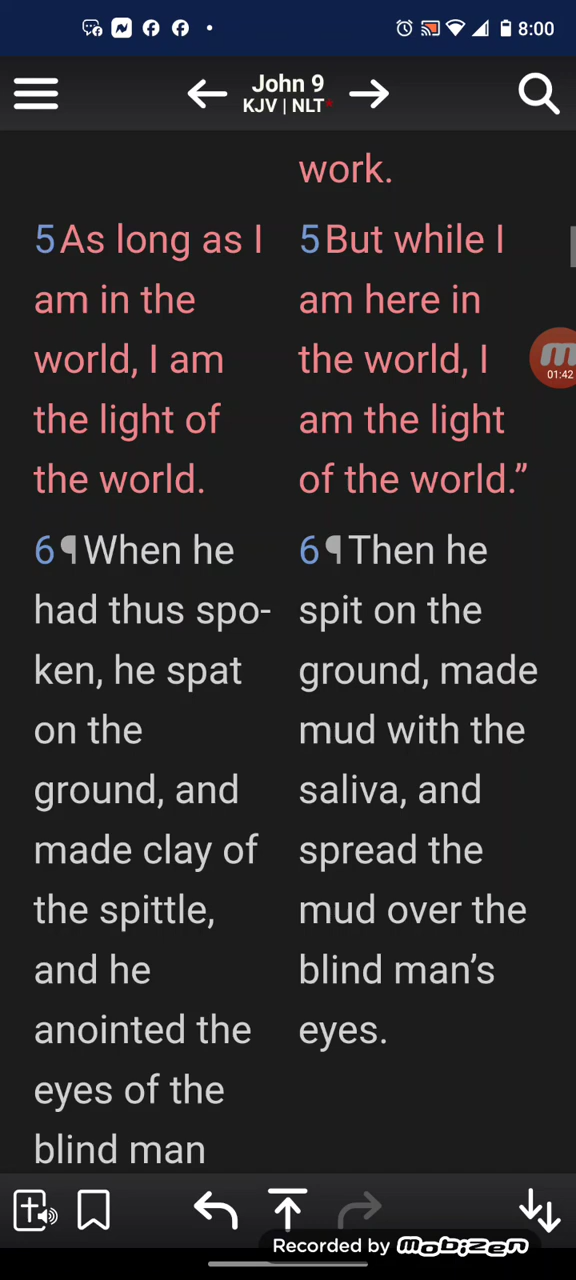 8:00
John 9
KJV | NLT*
work.
5 As long as I
am in the
world, I am
the light of
the world.
5 But while I
am here in
the world, I
am the light
of the world.”
01:42
6 ¶ When he
had thus spo-
ken, he spat
on the
ground, and
made clay of
the spittle,
and he
anointed the
eyes of the
blind man
6 ¶ Then he
spit on the
ground, made
mud with the
saliva, and
spread the
mud over the
blind man’s
eyes.
Recorded by mobizen